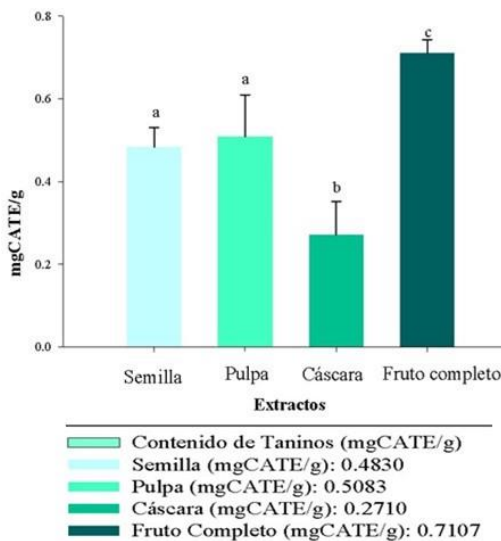 0.8
0.6
0.4
0.2
0.0
mgCATE/g
a
a
b
c
Semilla
Pulpa
Cáscara
Fruto completo
Extractos
Contenido de Taninos (mgCATE/g)
Semilla (mgCATE/g): 0.4830
Pulpa (mgCATE/g): 0.5083
Cáscara (mgCATE/g): 0.2710
Fruto Completo (mgCATE/g): 0.7107